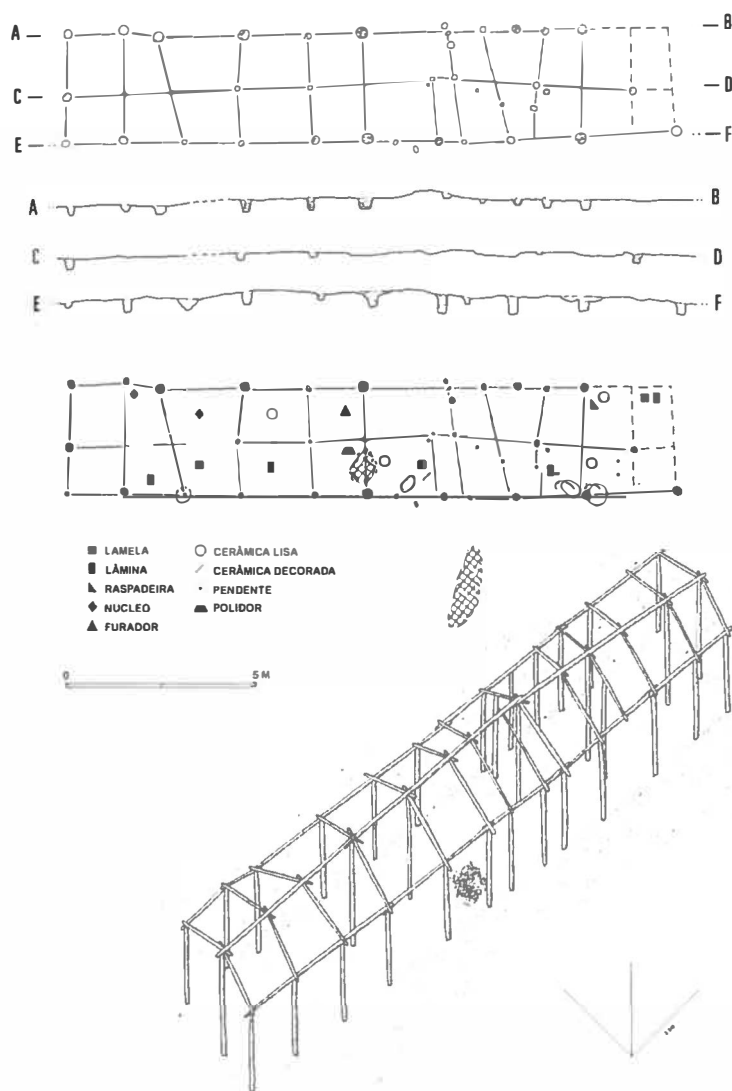 A B
C D
E F
A B
C D
E F
LAMELA
LÂMINA
RASPADEIRA
NUCLEO
FURADOR
CERÂMICA LISA
CERÂMICA DECORADA
PENDENTE
POLIDOR
0 5 M